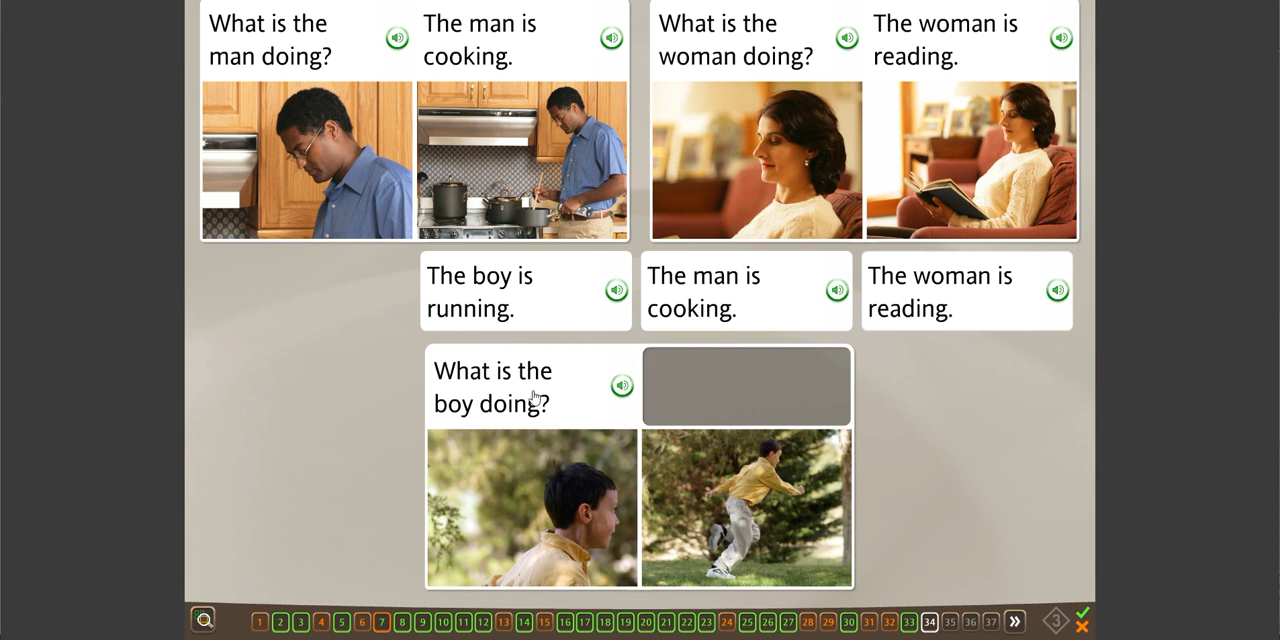 What is the
man doing?
The man is
cooking.
What is the
woman doing?
The woman is
reading.
The boy is
running.
The man is
cooking.
The woman is
reading.
What is the
boy doing?
1 2 3 4 5 6 7 8 9 10 11 12 13 14 15 16 17 18 19 20 21 22 23 24 25 26 27 28 29 30 31 32 33 34 35 36 37 » 3